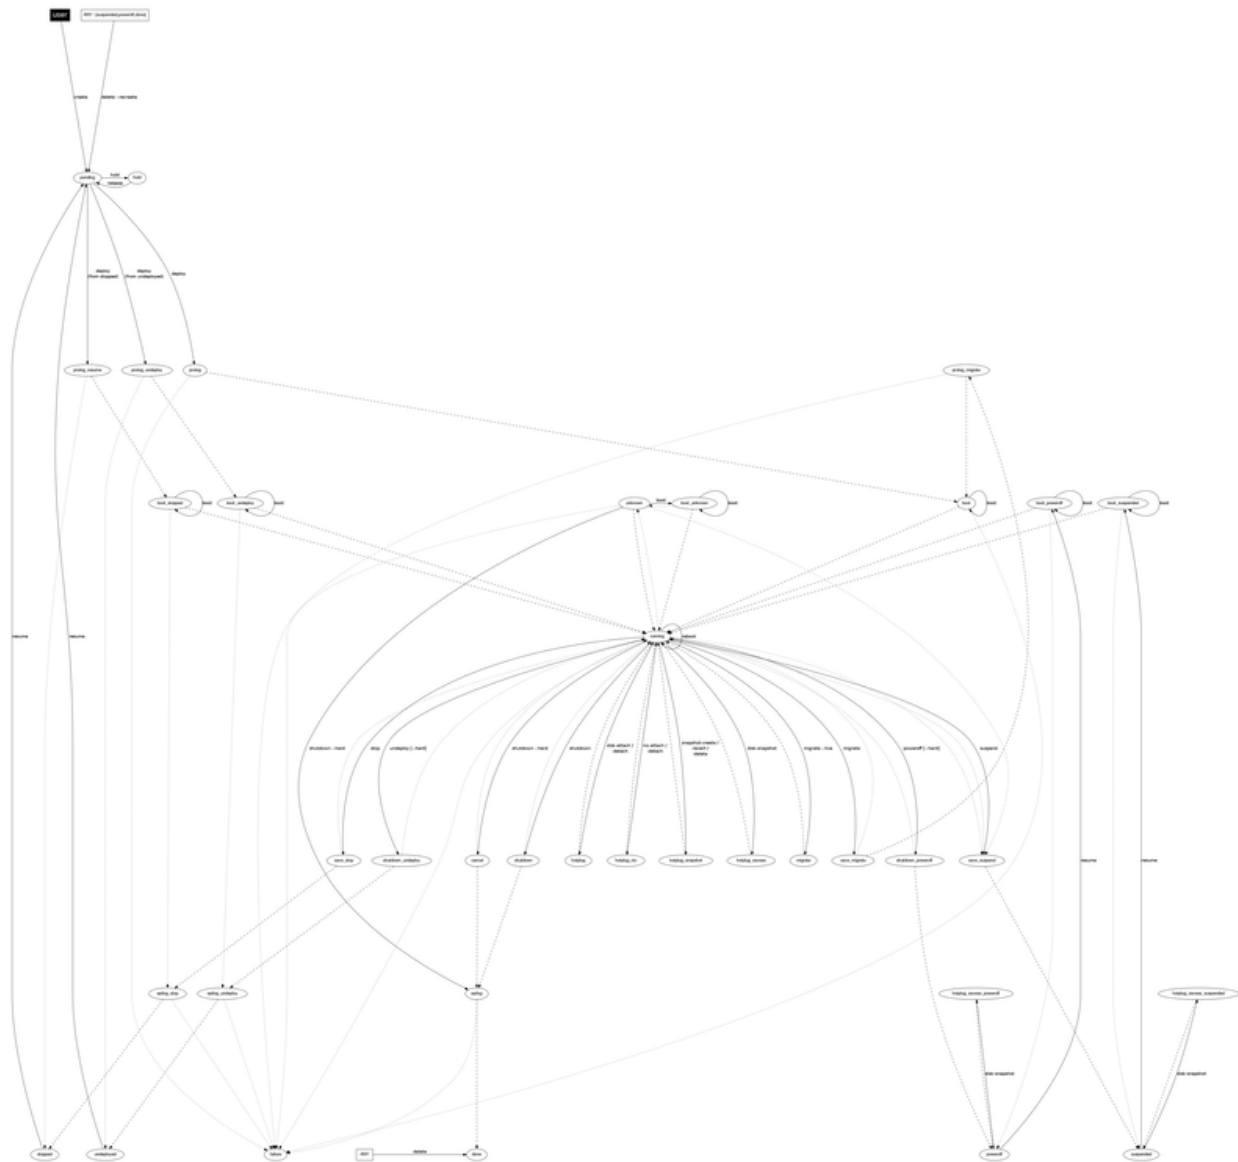 user
ANY - {suspended,poweroff,done}
create
delete --recreate
pending
hold
hold
release
deploy
(from stopped)
deploy
(from undeployed)
deploy
prolog_resume
prolog_undeploy
prolog
prolog_migrate
boot_stopped
boot
boot_undeploy
boot
unknown
boot
boot_unknown
boot
boot
boot
boot_poweroff
boot
boot_suspended
boot
resume
resume
running
reboot
shutdown --hard
stop
undeploy [--hard]
shutdown --hard
shutdown
disk-attach /
detach
nic-attach /
detach
snapshot-create /
revert /
delete
disk-snapshot
migrate --live
migrate
poweroff [--hard]
suspend
resume
resume
save_stop
shutdown_undeploy
cancel
shutdown
hotplug
hotplug_nic
hotplug_snapshot
hotplug_saveas
migrate
save_migrate
shutdown_poweroff
save_suspend
epilog_stop
epilog_undeploy
epilog
hotplug_saveas_poweroff
hotplug_saveas_suspended
disk-snapshot
disk-snapshot
stopped
undeployed
failure
ANY
delete
done
poweroff
suspended